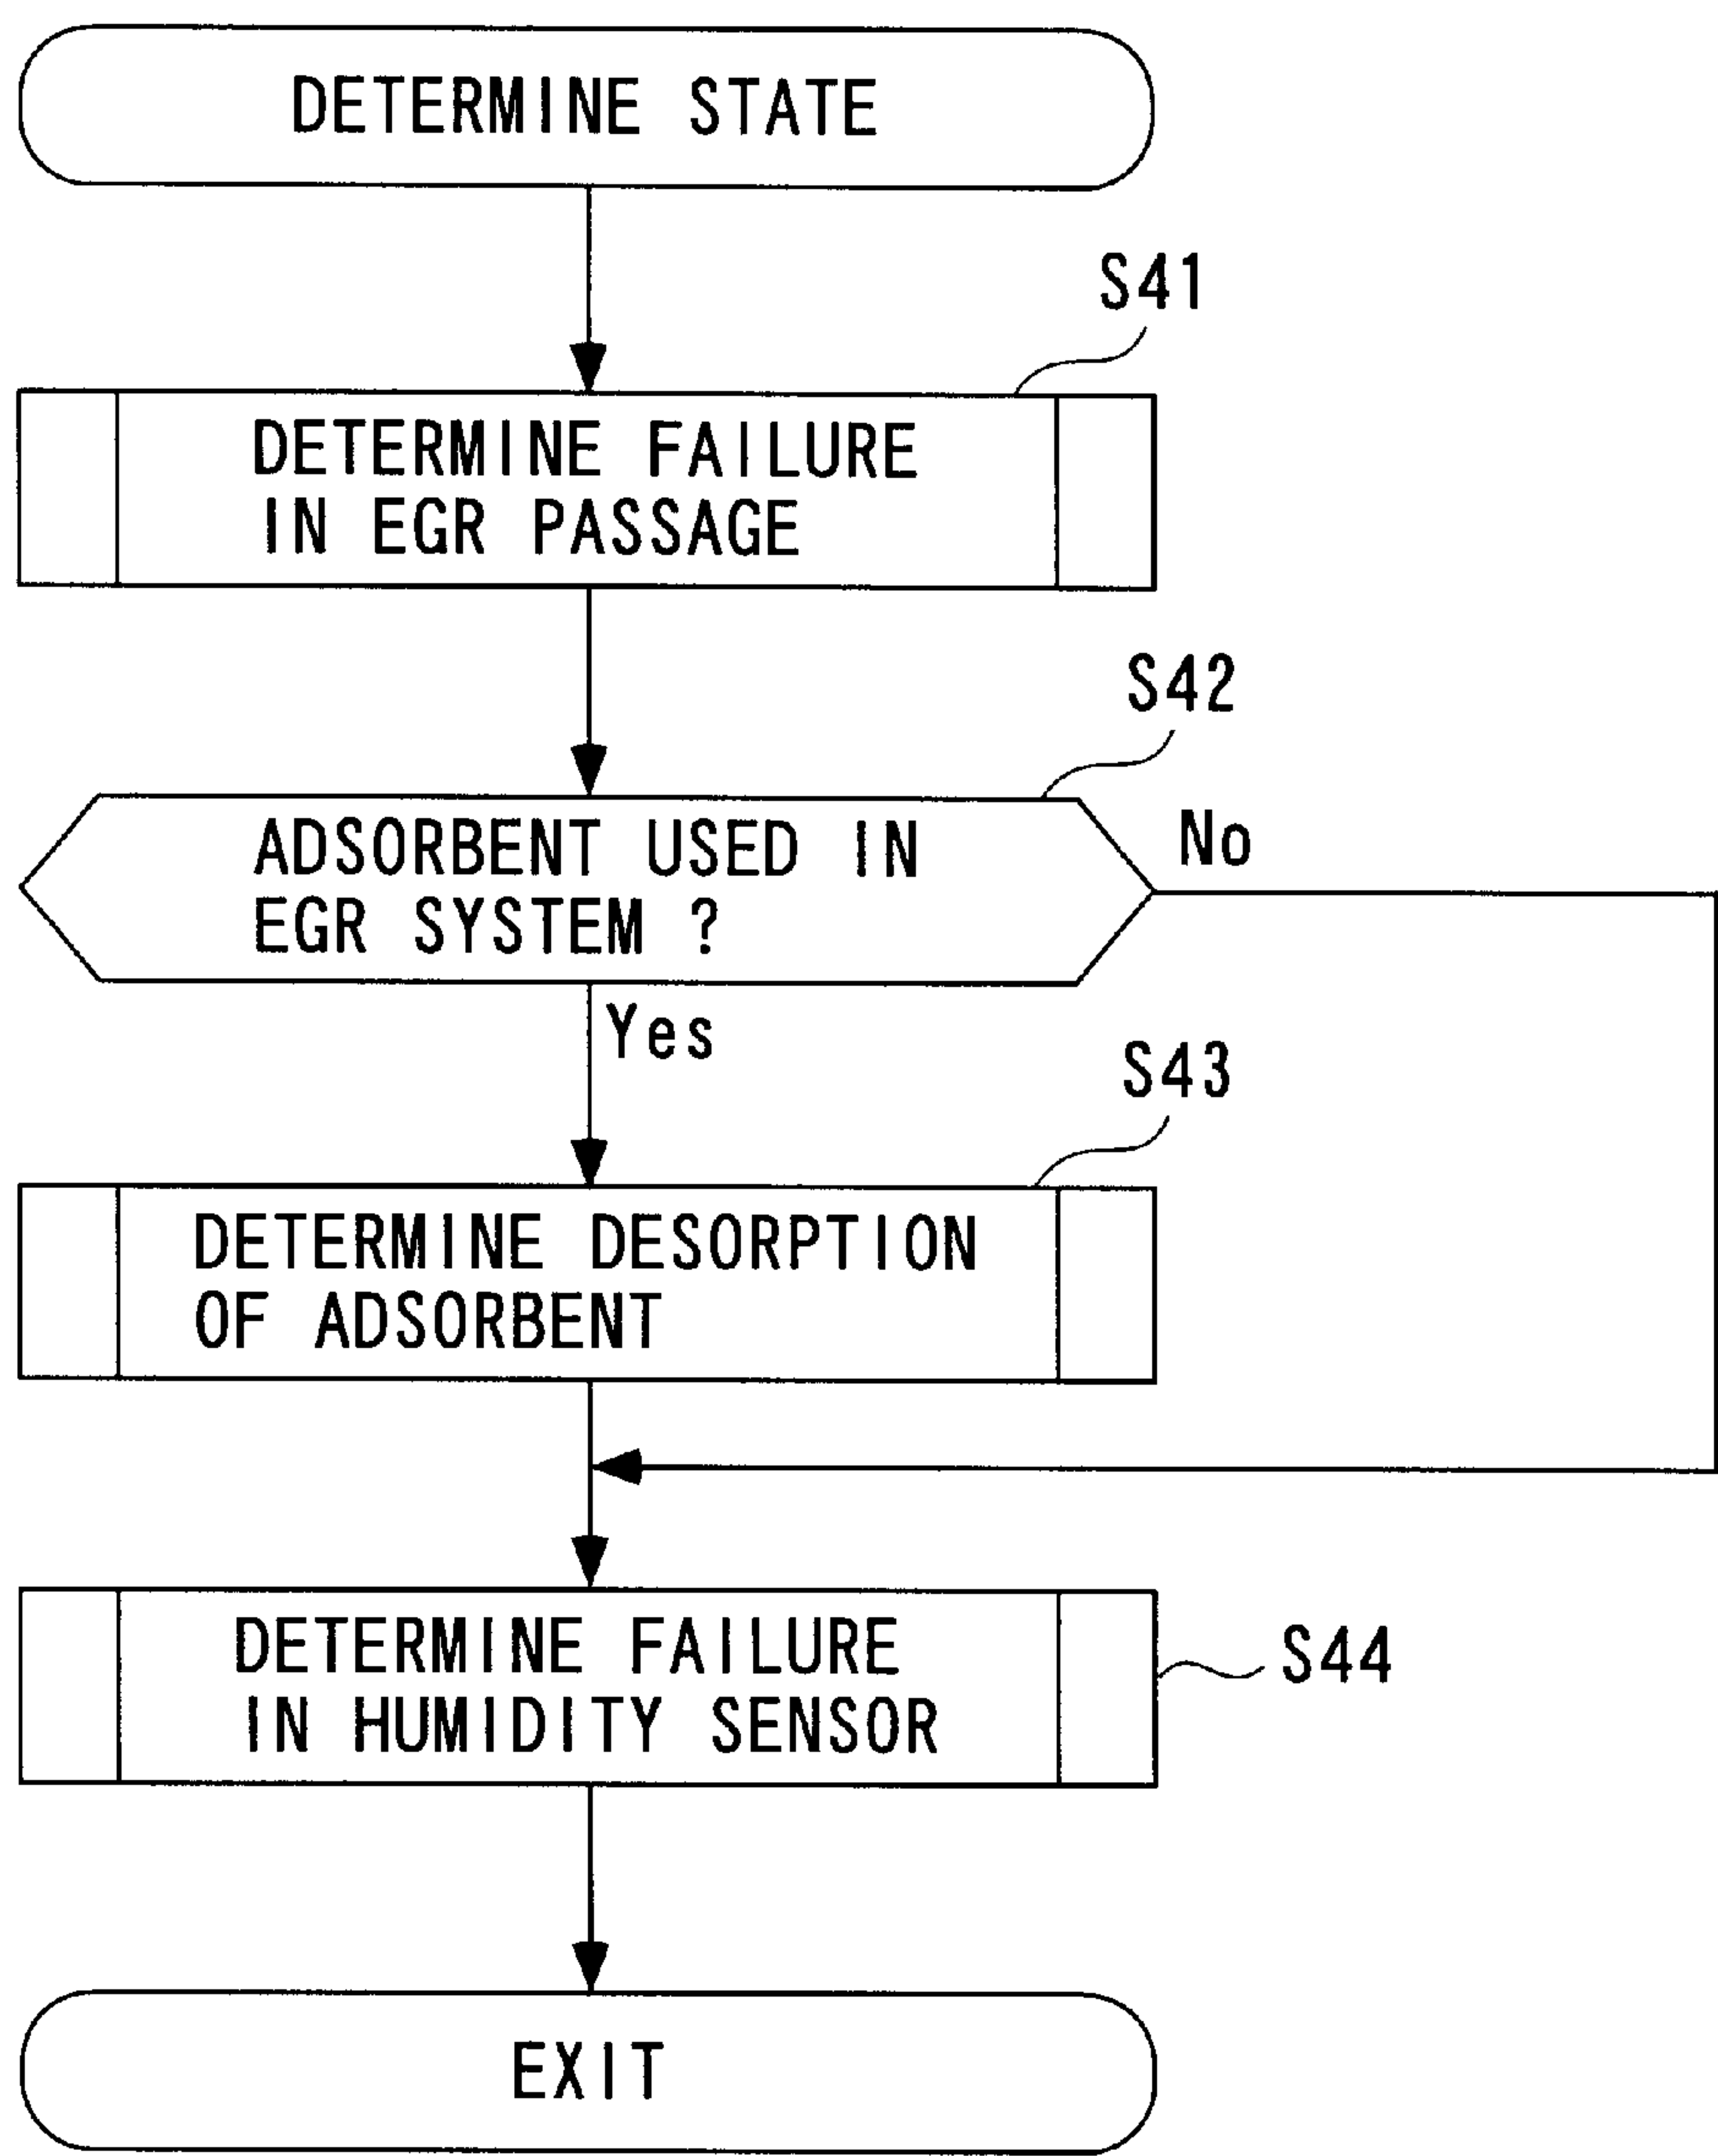 DETERMINE STATE
S41
DETERMINE FAILURE
IN EGR PASSAGE
S42
ADSORBENT USED IN
EGR SYSTEM ?
No
Yes
S43
DETERMINE DESORPTION
OF ADSORBENT
DETERMINE FAILURE
IN HUMIDITY SENSOR
S44
EXIT